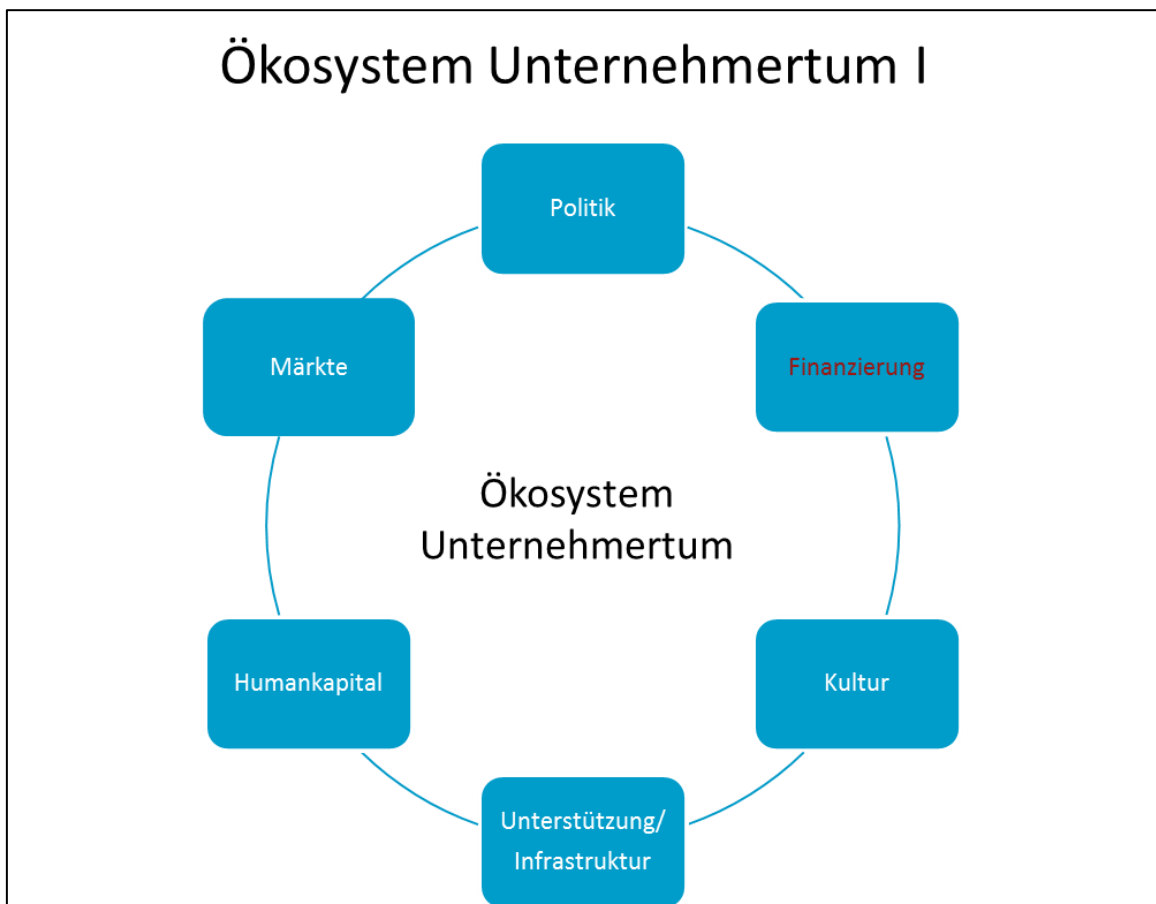 Ökosystem Unternehmertum I
Politik
Finanzierung
Märkte
Ökosystem
Unternehmertum
Humankapital
Kultur
Unterstützung/
Infrastruktur